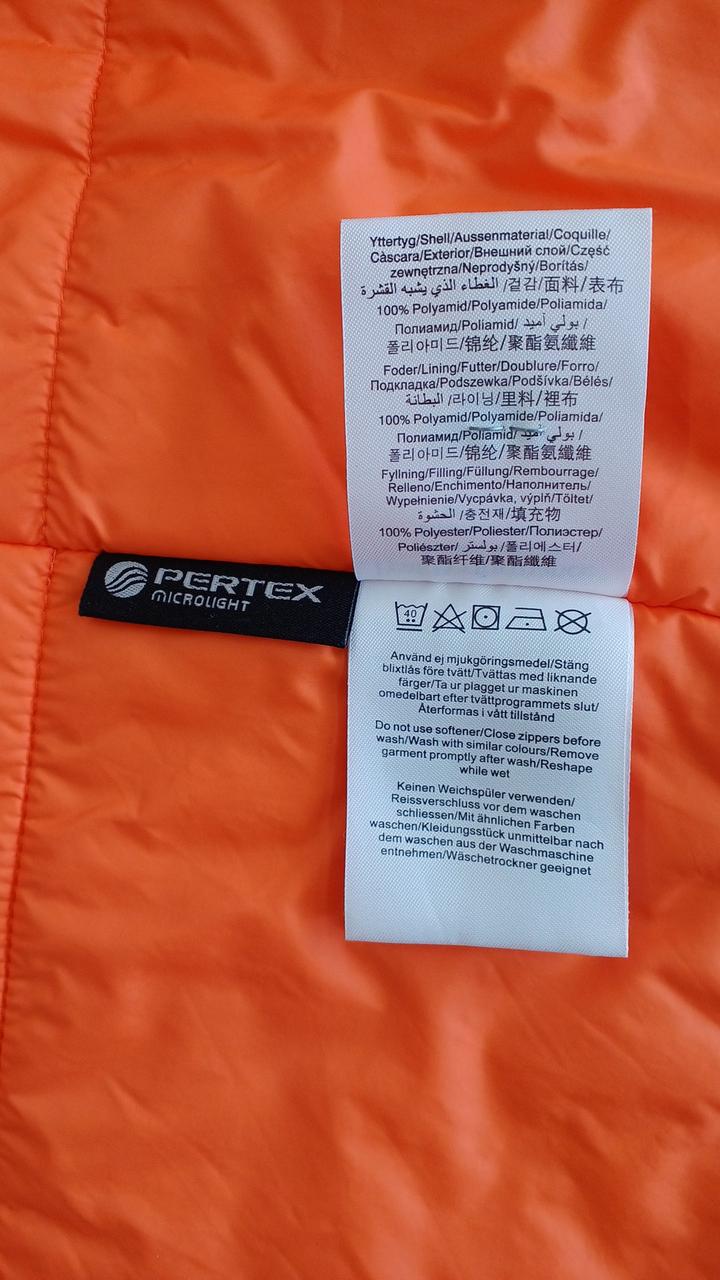 Yttertyg/Shell/Aussenmaterial/Coquille/
Càscara/Exterior/Внешний слой/Część
zewnętrzna/Neprodyšný/Borítás/
الغطاء الذي يشبه القشرة /겉감/面料/表布
100% Polyamid/Polyamide/Poliamida/
Полиамид/Poliamid/ بولي أميد /
폴리아미드/锦纶/聚酯氨纖維
Foder/Lining/Futter/Doublure/Forro/
Подкладка/Podszewka/Podšívka/Bélés/
البطانة /라이닝/里料/裡布
100% Polyamid/Polyamide/Poliamida/
Полиамид/Poliamid/ بولي أميد /
폴리아미드/锦纶/聚酯氨纖維
Fyllning/Filling/Füllung/Rembourrage/
Relleno/Enchimento/Наполнитель/
Wypełnienie/Vycpávka, výplň/Töltet/
الحشوة /충전재/填充物
100% Polyester/Poliester/Полиэстер/
Poliészter/ بولستر /폴리에스터/
聚酯纤维/聚酯纖維
PERTEX
MICROLIGHT
40
Använd ej mjukgöringsmedel/Stäng
blixtlås före tvätt/Tvättas med liknande
färger/Ta ur plagget ur maskinen
omedelbart efter tvättprogrammets slut/
Återformas i vått tillstånd
Do not use softener/Close zippers before
wash/Wash with similar colours/Remove
garment promptly after wash/Reshape
while wet
Keinen Weichspüler verwenden/
Reissverschluss vor dem waschen
schliessen/Mit ähnlichen Farben
waschen/Kleidungsstück unmittelbar nach
dem waschen aus der Waschmaschine
entnehmen/Wäschetrockner geeignet